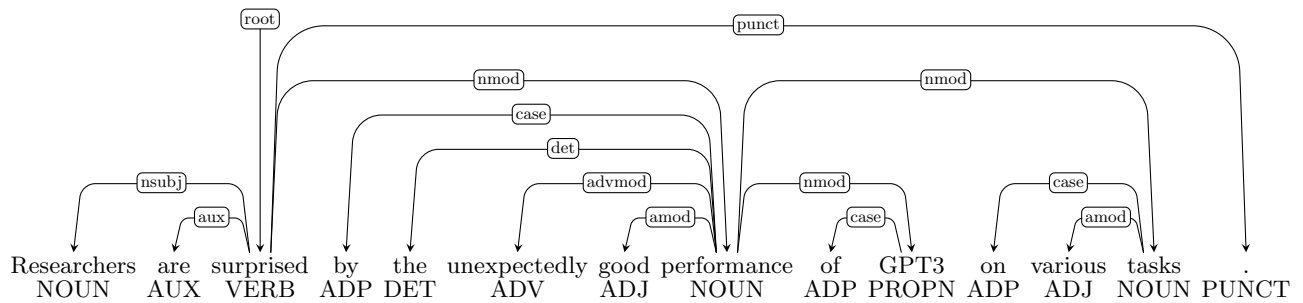 root punct
nmod nmod
case
det
nsubj advmod nmod case
aux amod case amod
Researchers are surprised by the unexpectedly good performance of GPT3 on various tasks .
NOUN AUX VERB ADP DET ADV ADJ NOUN ADP PROPN ADP ADJ NOUN PUNCT